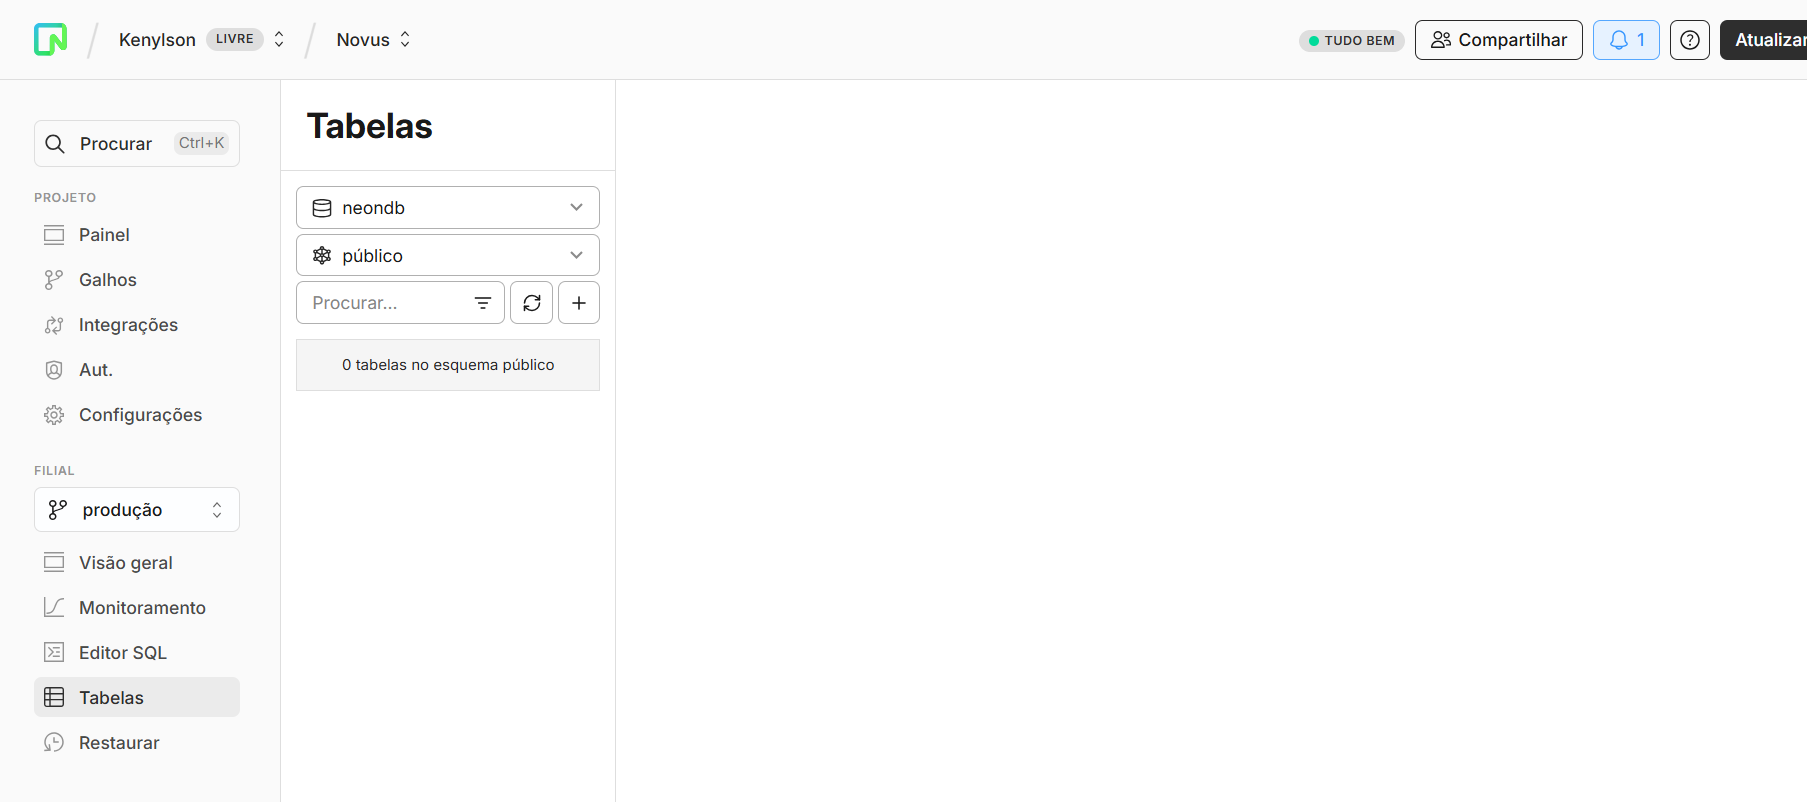 Kenylson LIVRE Novus TUDO BEM Compartilhar 1 Atualizar
Procurar Ctrl+K
PROJETO
Painel
Galhos
Integrações
Aut.
Configurações
FILIAL
produção
Visão geral
Monitoramento
Editor SQL
Tabelas
Restaurar
Tabelas
neondb
público
Procurar...
0 tabelas no esquema público